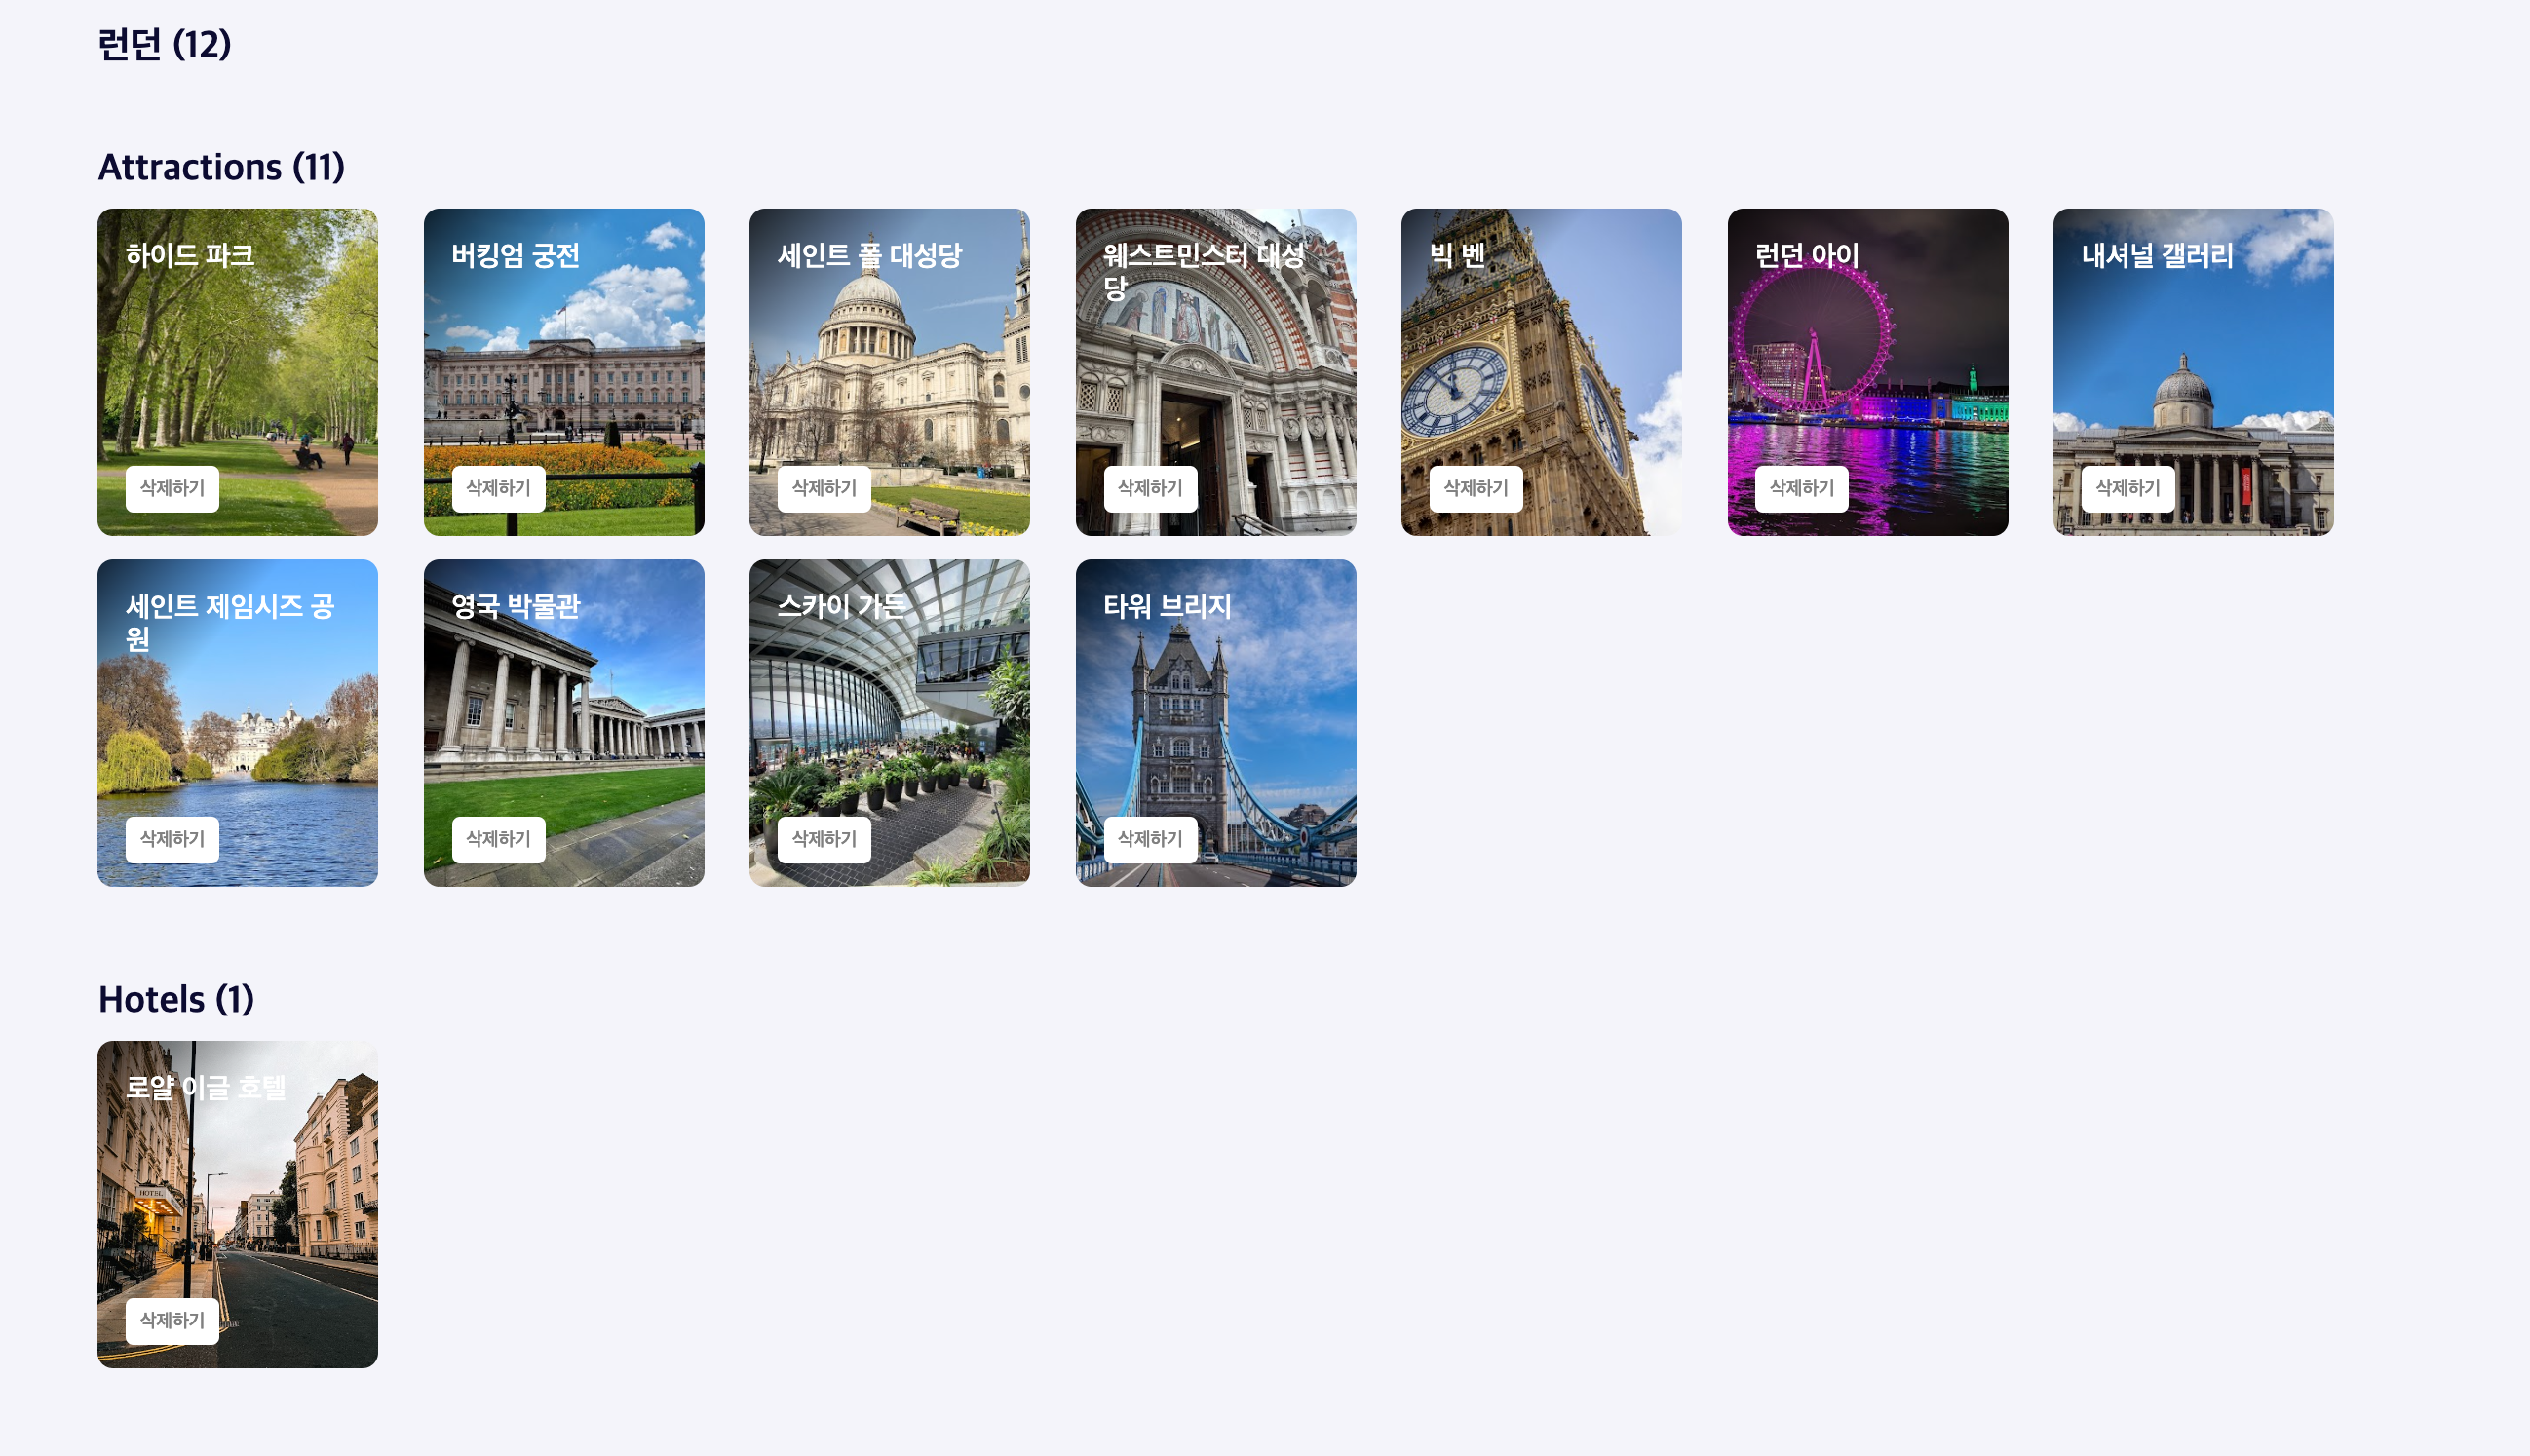 런던 (12)
Attractions (11)
하이드 파크
삭제하기
버킹엄 궁전
삭제하기
세인트 폴 대성당
삭제하기
웨스트민스터 대성
당
삭제하기
빅 벤
삭제하기
런던 아이
삭제하기
내셔널 갤러리
삭제하기
세인트 제임시즈 공
원
삭제하기
영국 박물관
삭제하기
스카이 가든
삭제하기
타워 브리지
삭제하기
Hotels (1)
로얄 이글 호텔
HOTEL
삭제하기